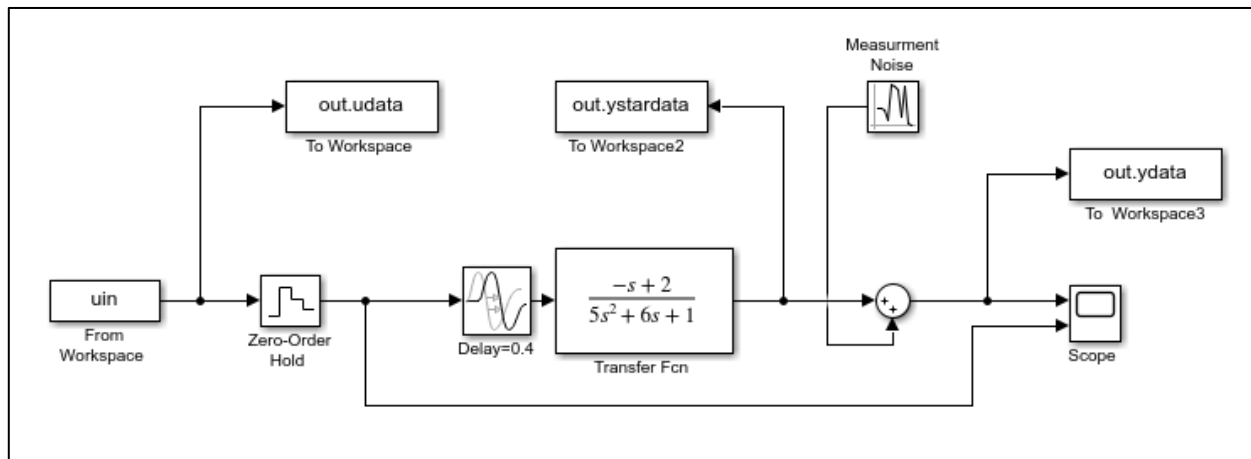 Measurment
Noise
out.udata
To Workspace
out.ystardata
To Workspace2
out.ydata
To  Workspace3
uin
From
Workspace
Zero-Order
Hold
Delay=0.4
−s + 2
5s² + 6s + 1
Transfer Fcn
+
+
Scope